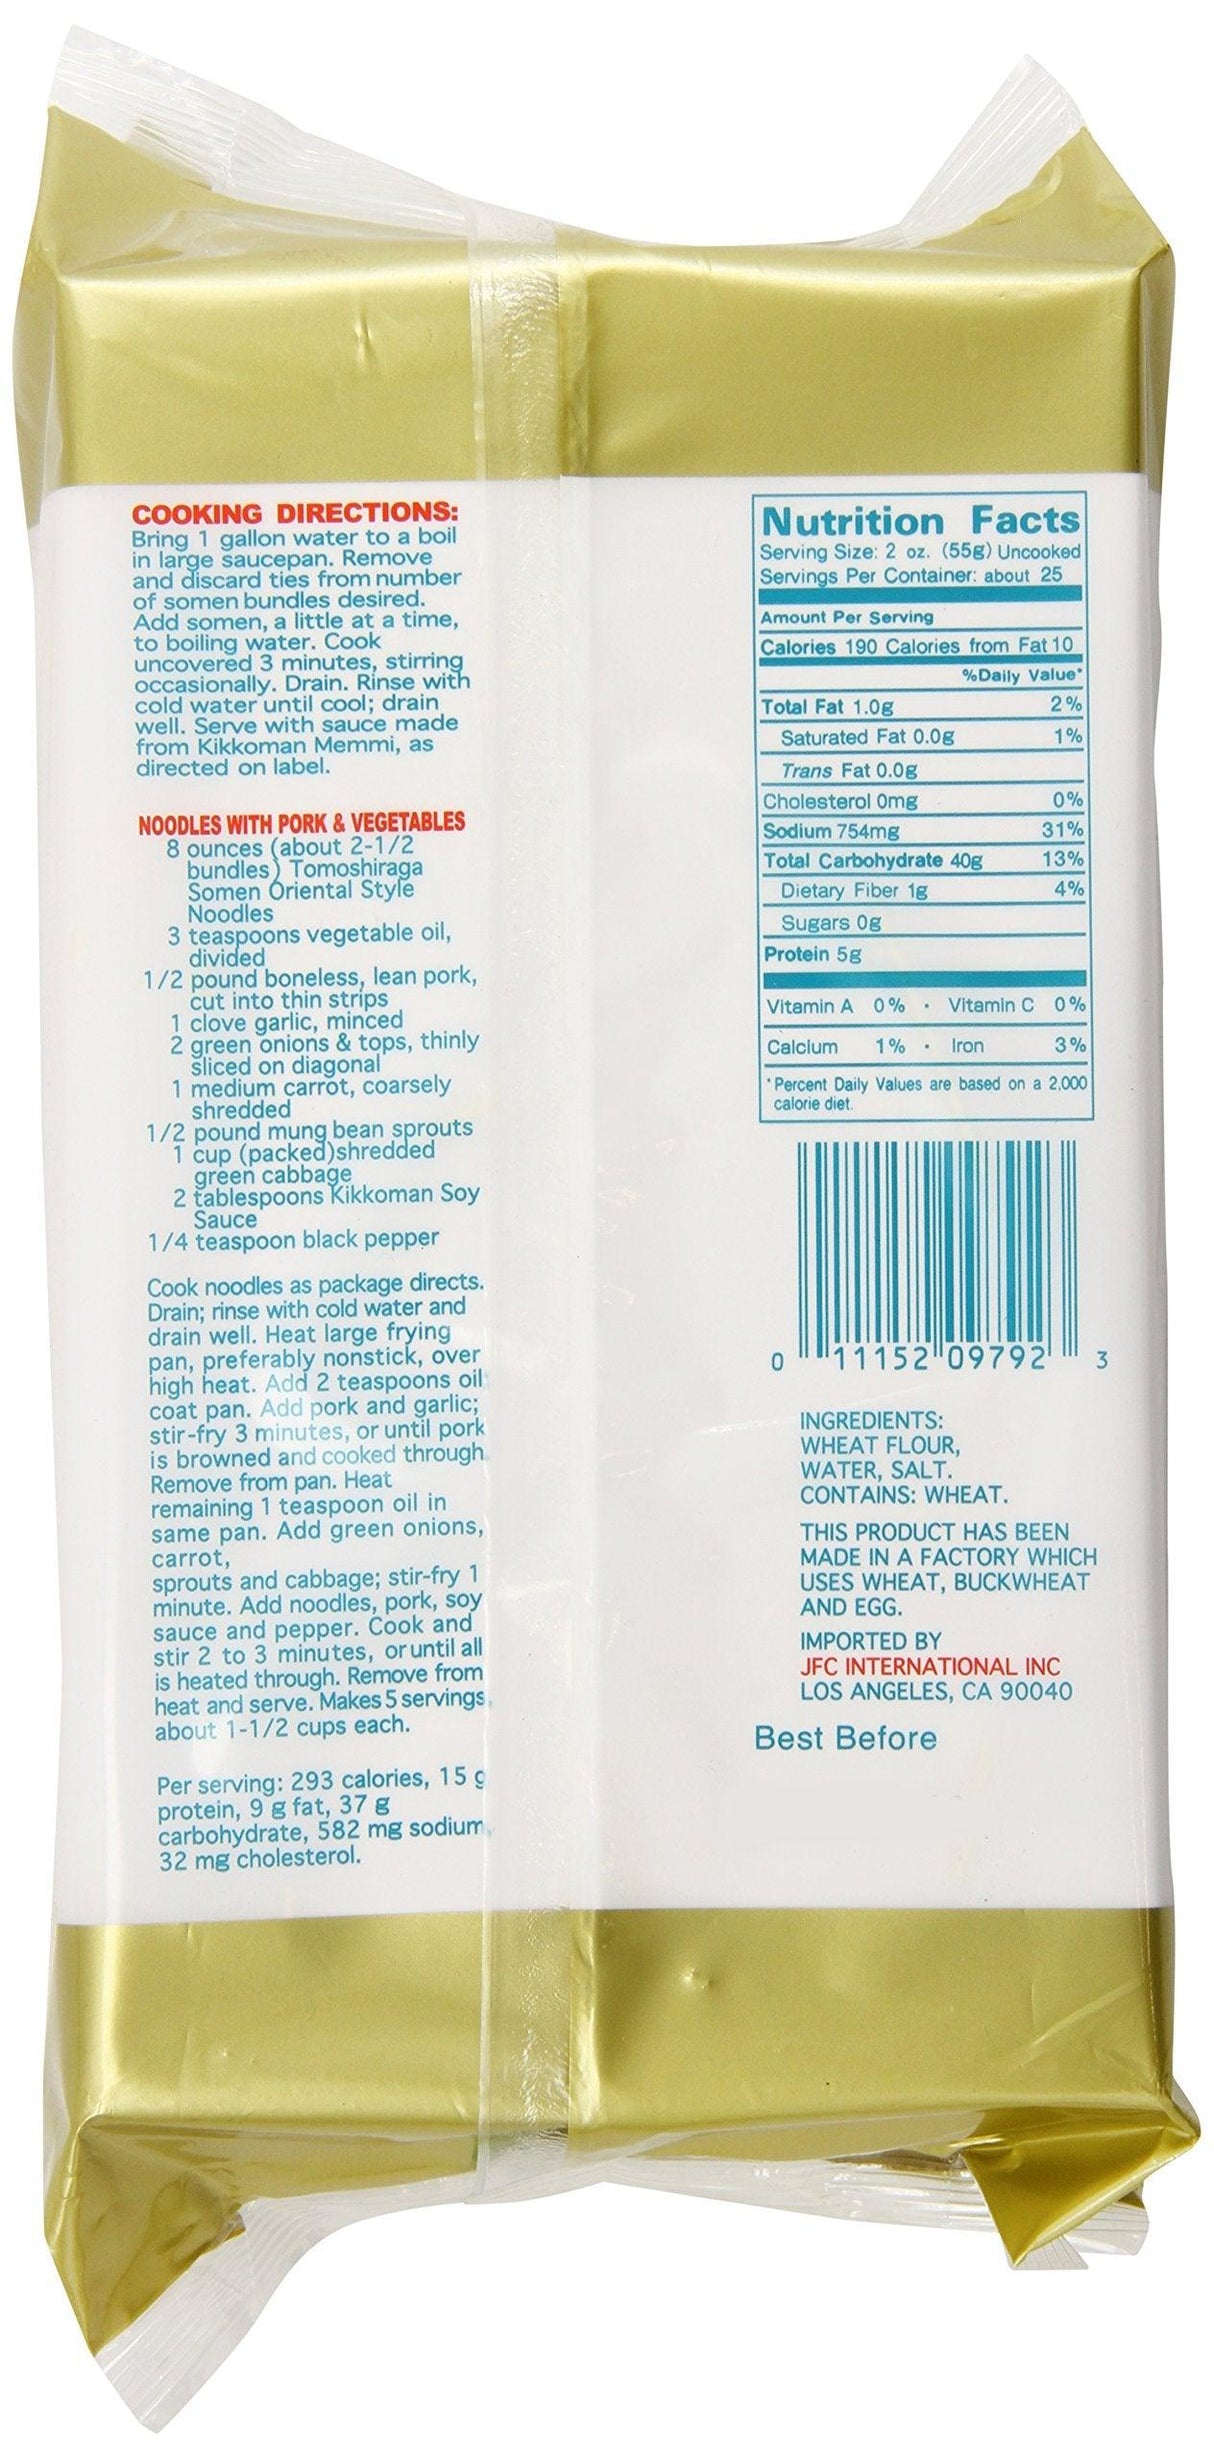 COOKING DIRECTIONS:
Bring 1 gallon water to a boil
in large saucepan. Remove
and discard ties from number
of somen bundles desired.
Add somen, a little at a time,
to boiling water. Cook
uncovered 3 minutes, stirring
occasionally. Drain. Rinse with
cold water until cool; drain
well. Serve with sauce made
from Kikkoman Memmi, as
directed on label.
NOODLES WITH PORK & VEGETABLES
8 ounces (about 2-1/2
bundles) Tomoshiraga
Somen Oriental Style
Noodles
3 teaspoons vegetable oil,
divided
1/2 pound boneless, lean pork,
cut into thin strips
1 clove garlic, minced
2 green onions & tops, thinly
sliced on diagonal
1 medium carrot, coarsely
shredded
1/2 pound mung bean sprouts
1 cup (packed)shredded
green cabbage
2 tablespoons Kikkoman Soy
Sauce
1/4 teaspoon black pepper
Cook noodles as package directs.
Drain; rinse with cold water and
drain well. Heat large frying
pan, preferably nonstick, over
high heat. Add 2 teaspoons oil
coat pan. Add pork and garlic;
stir-fry 3 minutes, or until pork
is browned and cooked through.
Remove from pan. Heat
remaining 1 teaspoon oil in
same pan. Add green onions,
carrot,
sprouts and cabbage; stir-fry 1
minute. Add noodles, pork, soy
sauce and pepper. Cook and
stir 2 to 3 minutes, or until all
is heated through. Remove from
heat and serve. Makes 5 servings,
about 1-1/2 cups each.
Per serving: 293 calories, 15 g
protein, 9 g fat, 37 g
carbohydrate, 582 mg sodium,
32 mg cholesterol.
Nutrition Facts
Serving Size: 2 oz. (55g) Uncooked
Servings Per Container: about 25
Amount Per Serving
Calories 190 Calories from Fat 10
%Daily Value*
Total Fat 1.0g 2%
Saturated Fat 0.0g 1%
Trans Fat 0.0g
Cholesterol 0mg 0%
Sodium 754mg 31%
Total Carbohydrate 40g 13%
Dietary Fiber 1g 4%
Sugars 0g
Protein 5g
Vitamin A 0% · Vitamin C 0%
Calcium 1% · Iron 3%
*Percent Daily Values are based on a 2,000
calorie diet.
0 11152 09792 3
INGREDIENTS:
WHEAT FLOUR,
WATER, SALT.
CONTAINS: WHEAT.
THIS PRODUCT HAS BEEN
MADE IN A FACTORY WHICH
USES WHEAT, BUCKWHEAT
AND EGG.
IMPORTED BY
JFC INTERNATIONAL INC
LOS ANGELES, CA 90040
Best Before